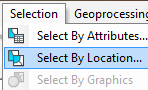 Selection Geoprocessing
Select By Attributes...
Select By Location...
Select By Graphics